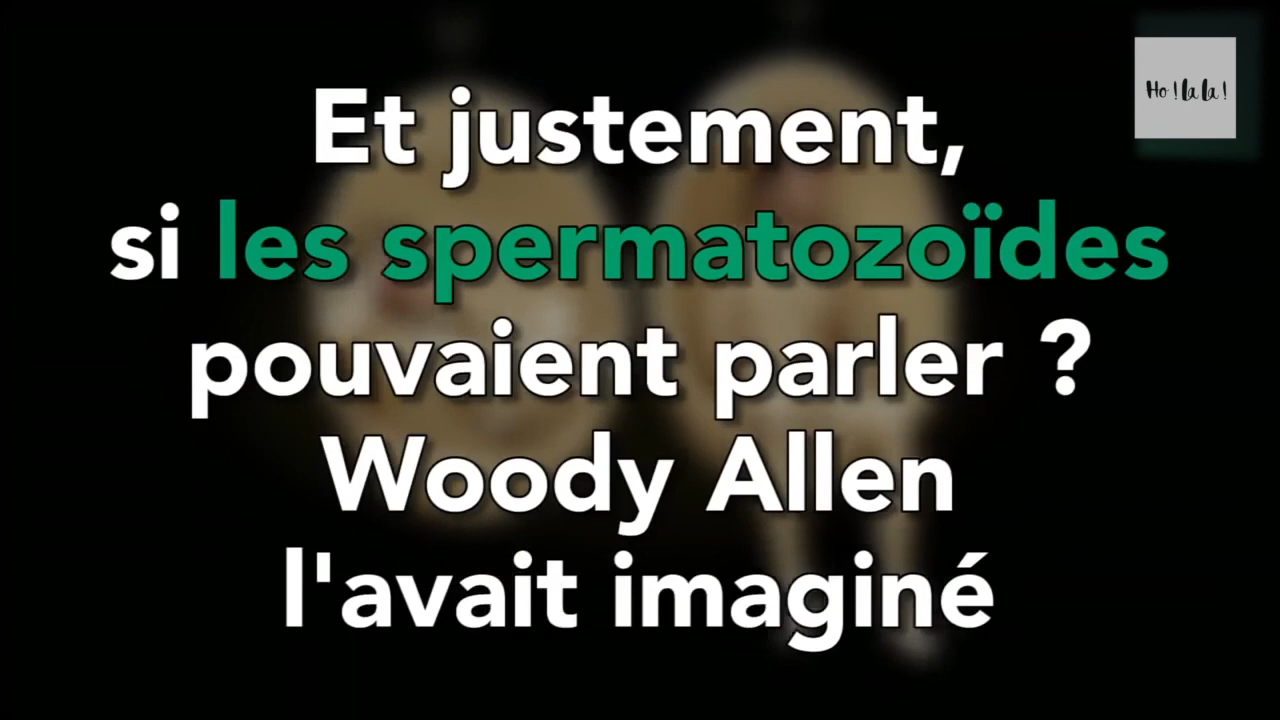 Ho ! la la !
Et justement,
si les spermatozoïdes
pouvaient parler ?
Woody Allen
l'avait imaginé